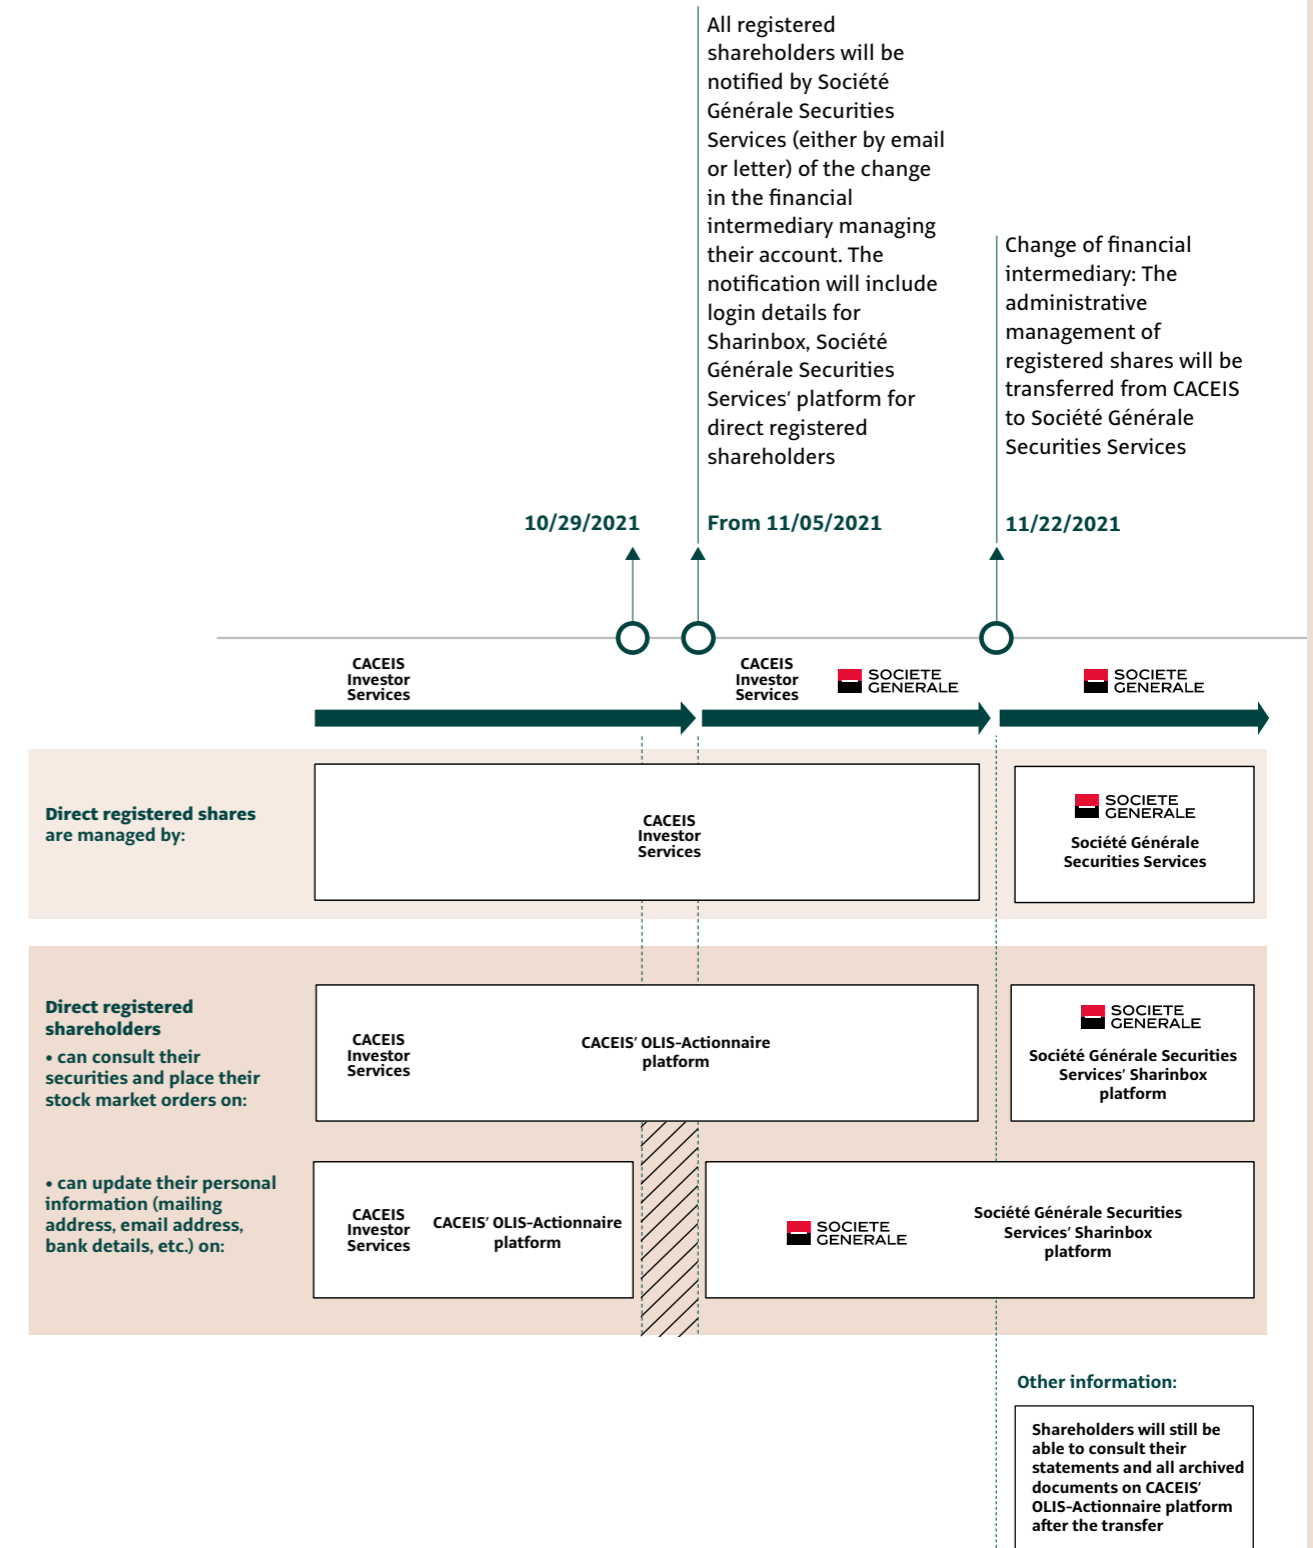 All registered
shareholders will be
notified by Société
Générale Securities
Services (either by email
or letter) of the change
in the financial
intermediary managing
their account. The
notification will include
login details for
Sharinbox, Société
Générale Securities
Services’ platform for
direct registered
shareholders
Change of financial
intermediary: The
administrative
management of
registered shares will be
transferred from CACEIS
to Société Générale
Securities Services
10/29/2021
From 11/05/2021
11/22/2021
CACEIS
Investor
Services
CACEIS
Investor
Services
SOCIETE
GENERALE
SOCIETE
GENERALE
Direct registered shares
are managed by:
CACEIS
Investor
Services
SOCIETE
GENERALE
Société Générale
Securities Services
Direct registered
shareholders
• can consult their
securities and place their
stock market orders on:
CACEIS
Investor
Services
CACEIS’ OLIS-Actionnaire
platform
SOCIETE
GENERALE
Société Générale Securities
Services’ Sharinbox
platform
• can update their personal
information (mailing
address, email address,
bank details, etc.) on:
CACEIS
Investor
Services
CACEIS’ OLIS-Actionnaire
platform
SOCIETE
GENERALE
Société Générale Securities
Services’ Sharinbox
platform
Other information:
Shareholders will still be
able to consult their
statements and all archived
documents on CACEIS’
OLIS-Actionnaire platform
after the transfer